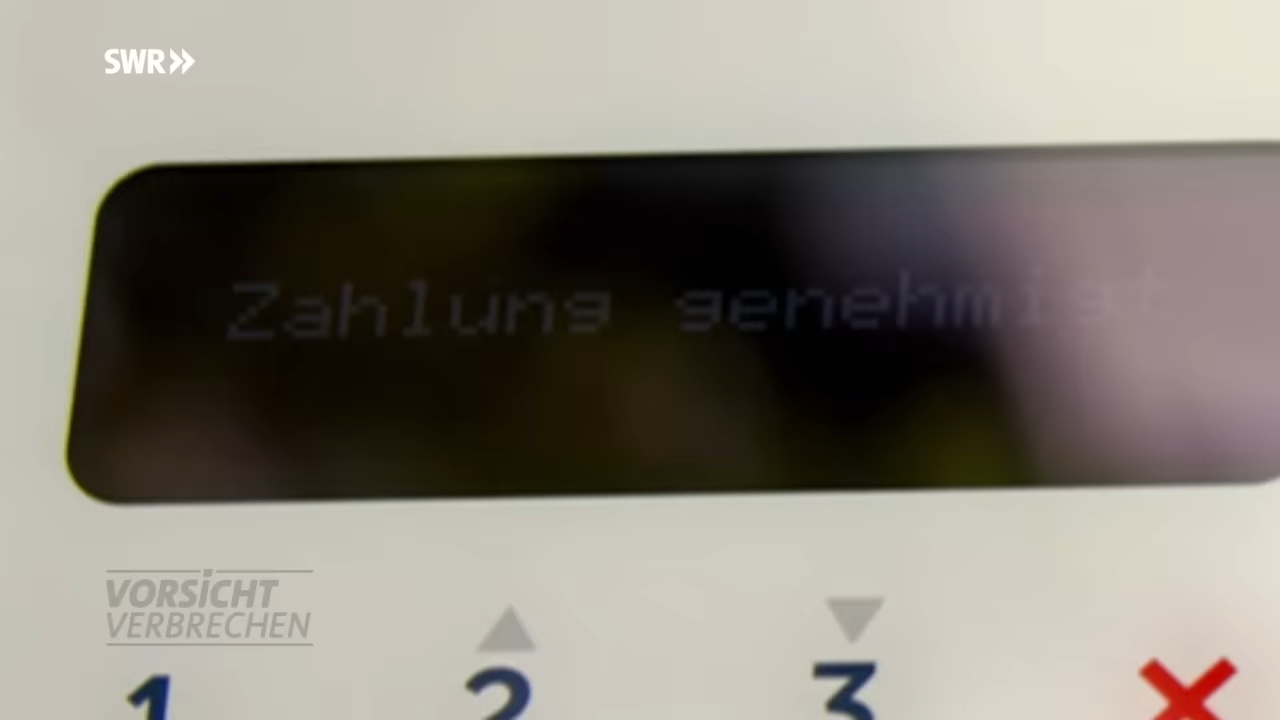 SWR»
Zahlung genehmigt
VORSICHT
VERBRECHEN
1 2 3